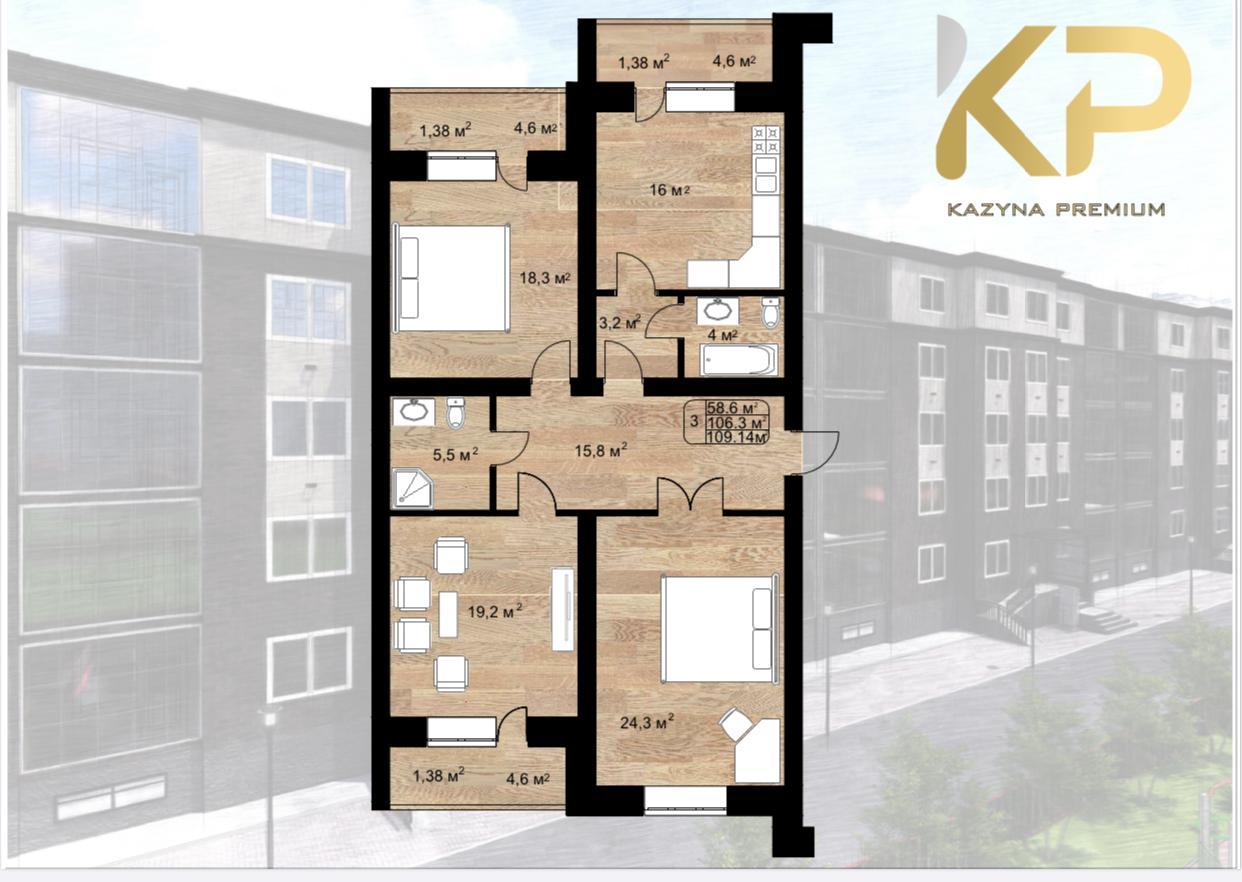 1,38 м²
4,6 м²
1,38 м²
4,6 м²
KP
KAZYNA PREMIUM
16 м²
18,3 м²
3,2 м²
4 м²
3
58.6 м²
106.3 м²
109.14м
5,5 м²
15,8 м²
19,2 м²
24,3 м²
1,38 м²
4,6 м²